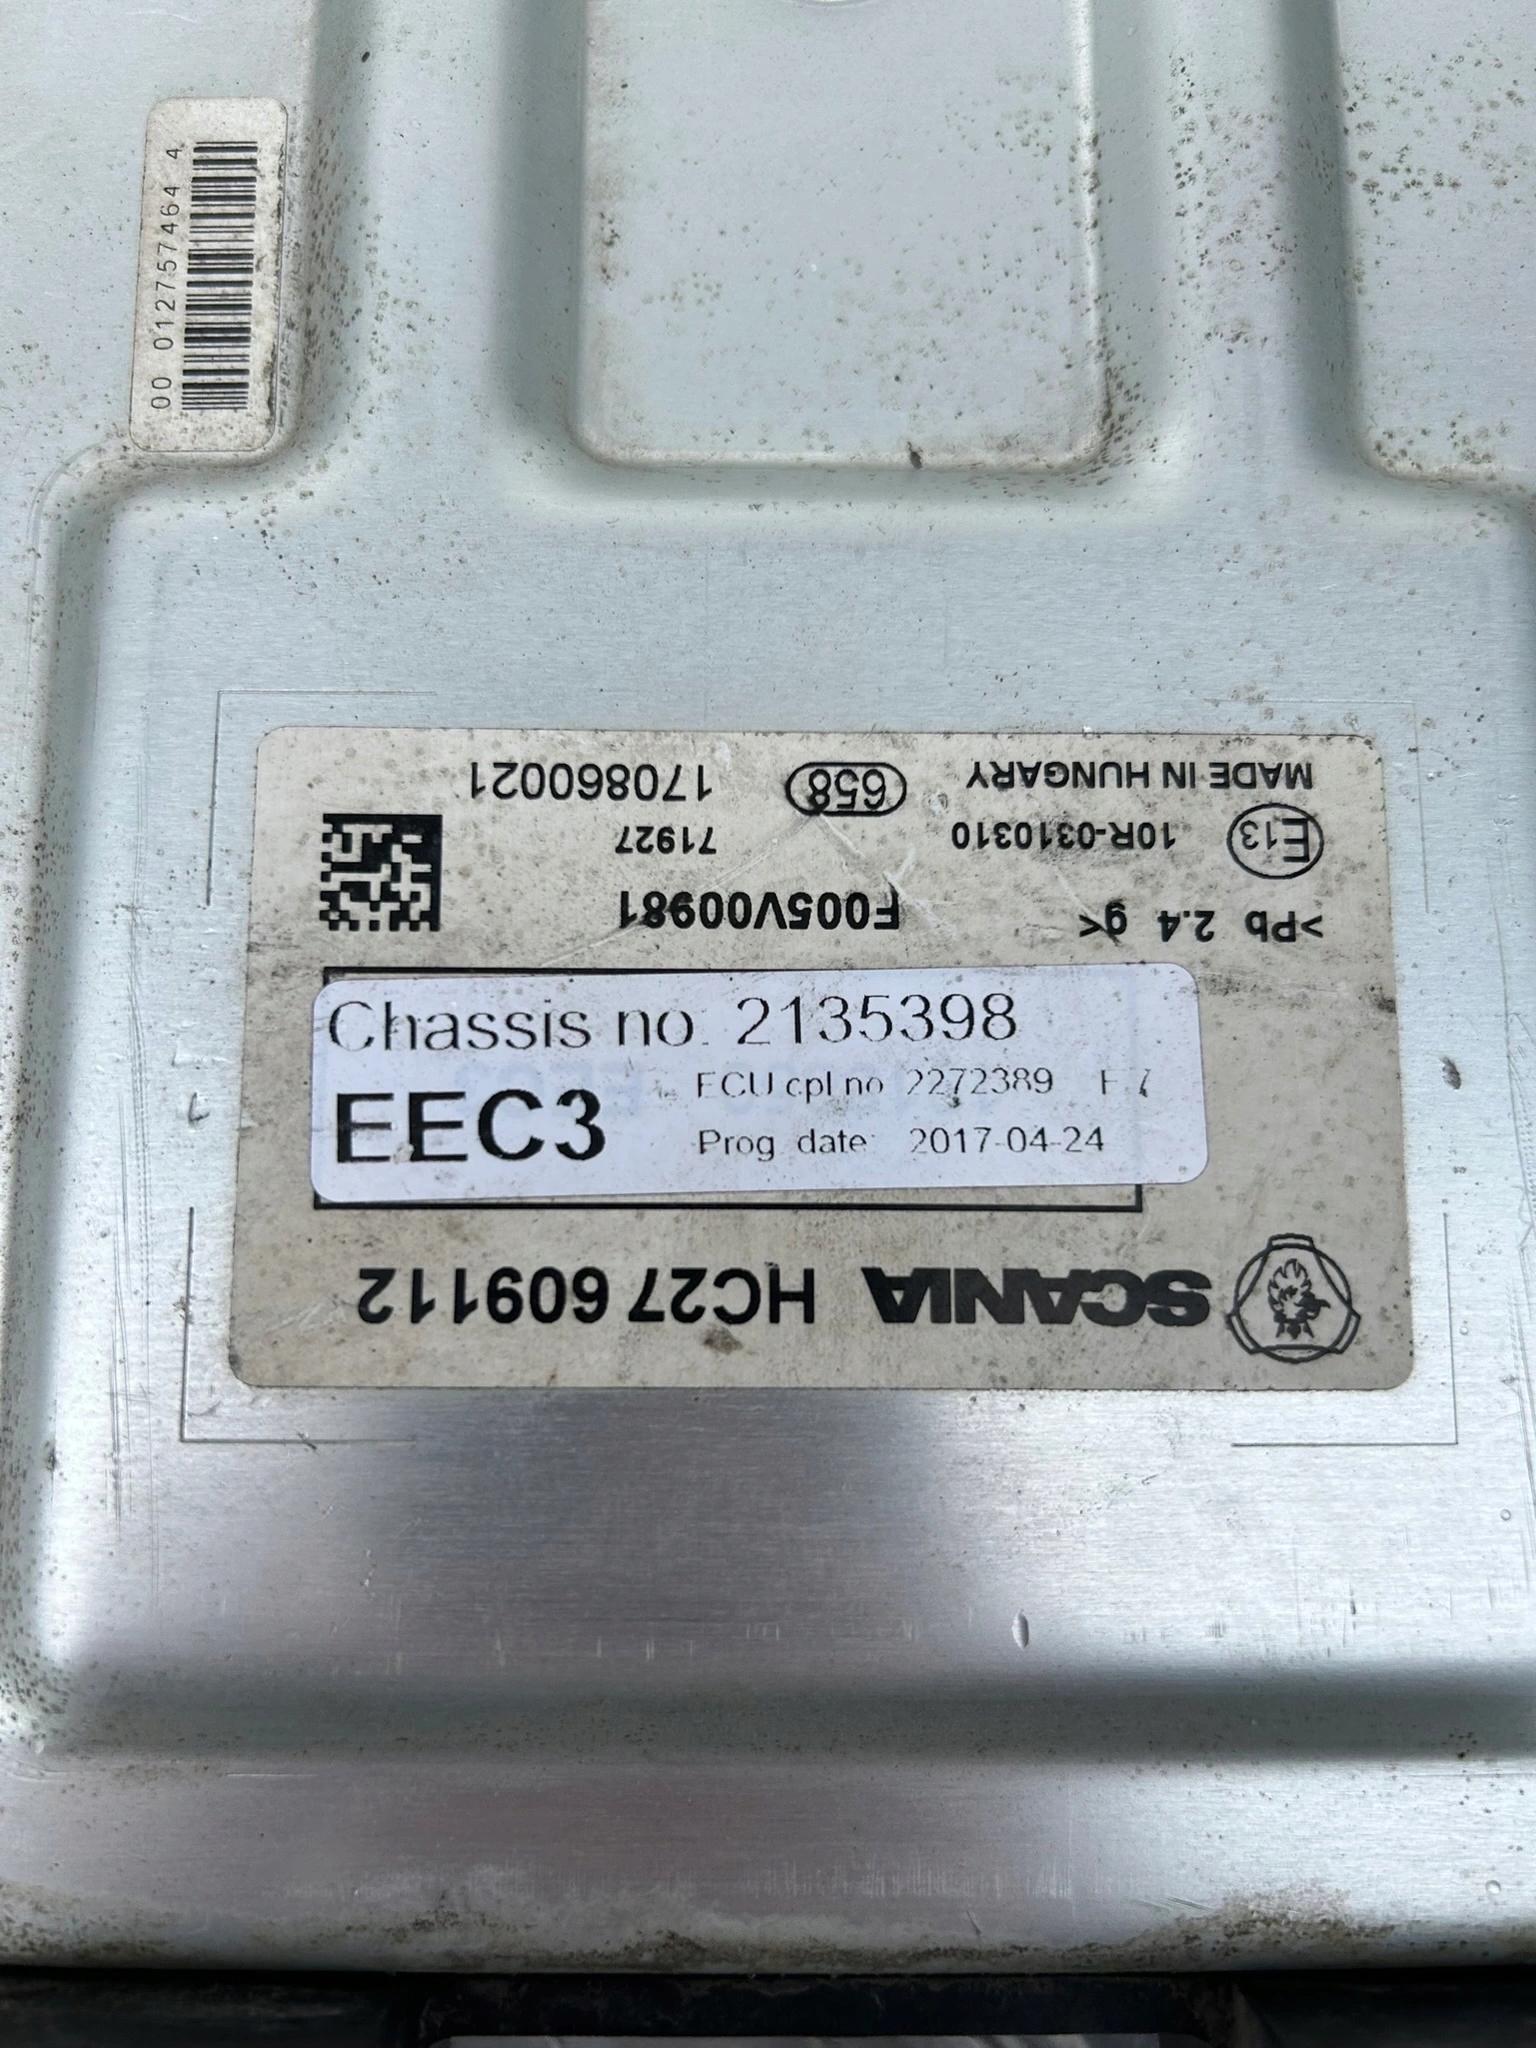 00 012757464 4
MADE IN HUNGARY 658 170860021
E13 10R-0310310 71927
>Pb 2.4 g< F005V00981
Chassis no. 2135398
EEC3 ECU cpl no 2272389
Prog date: 2017-04-24
SCANIA HC27 609112